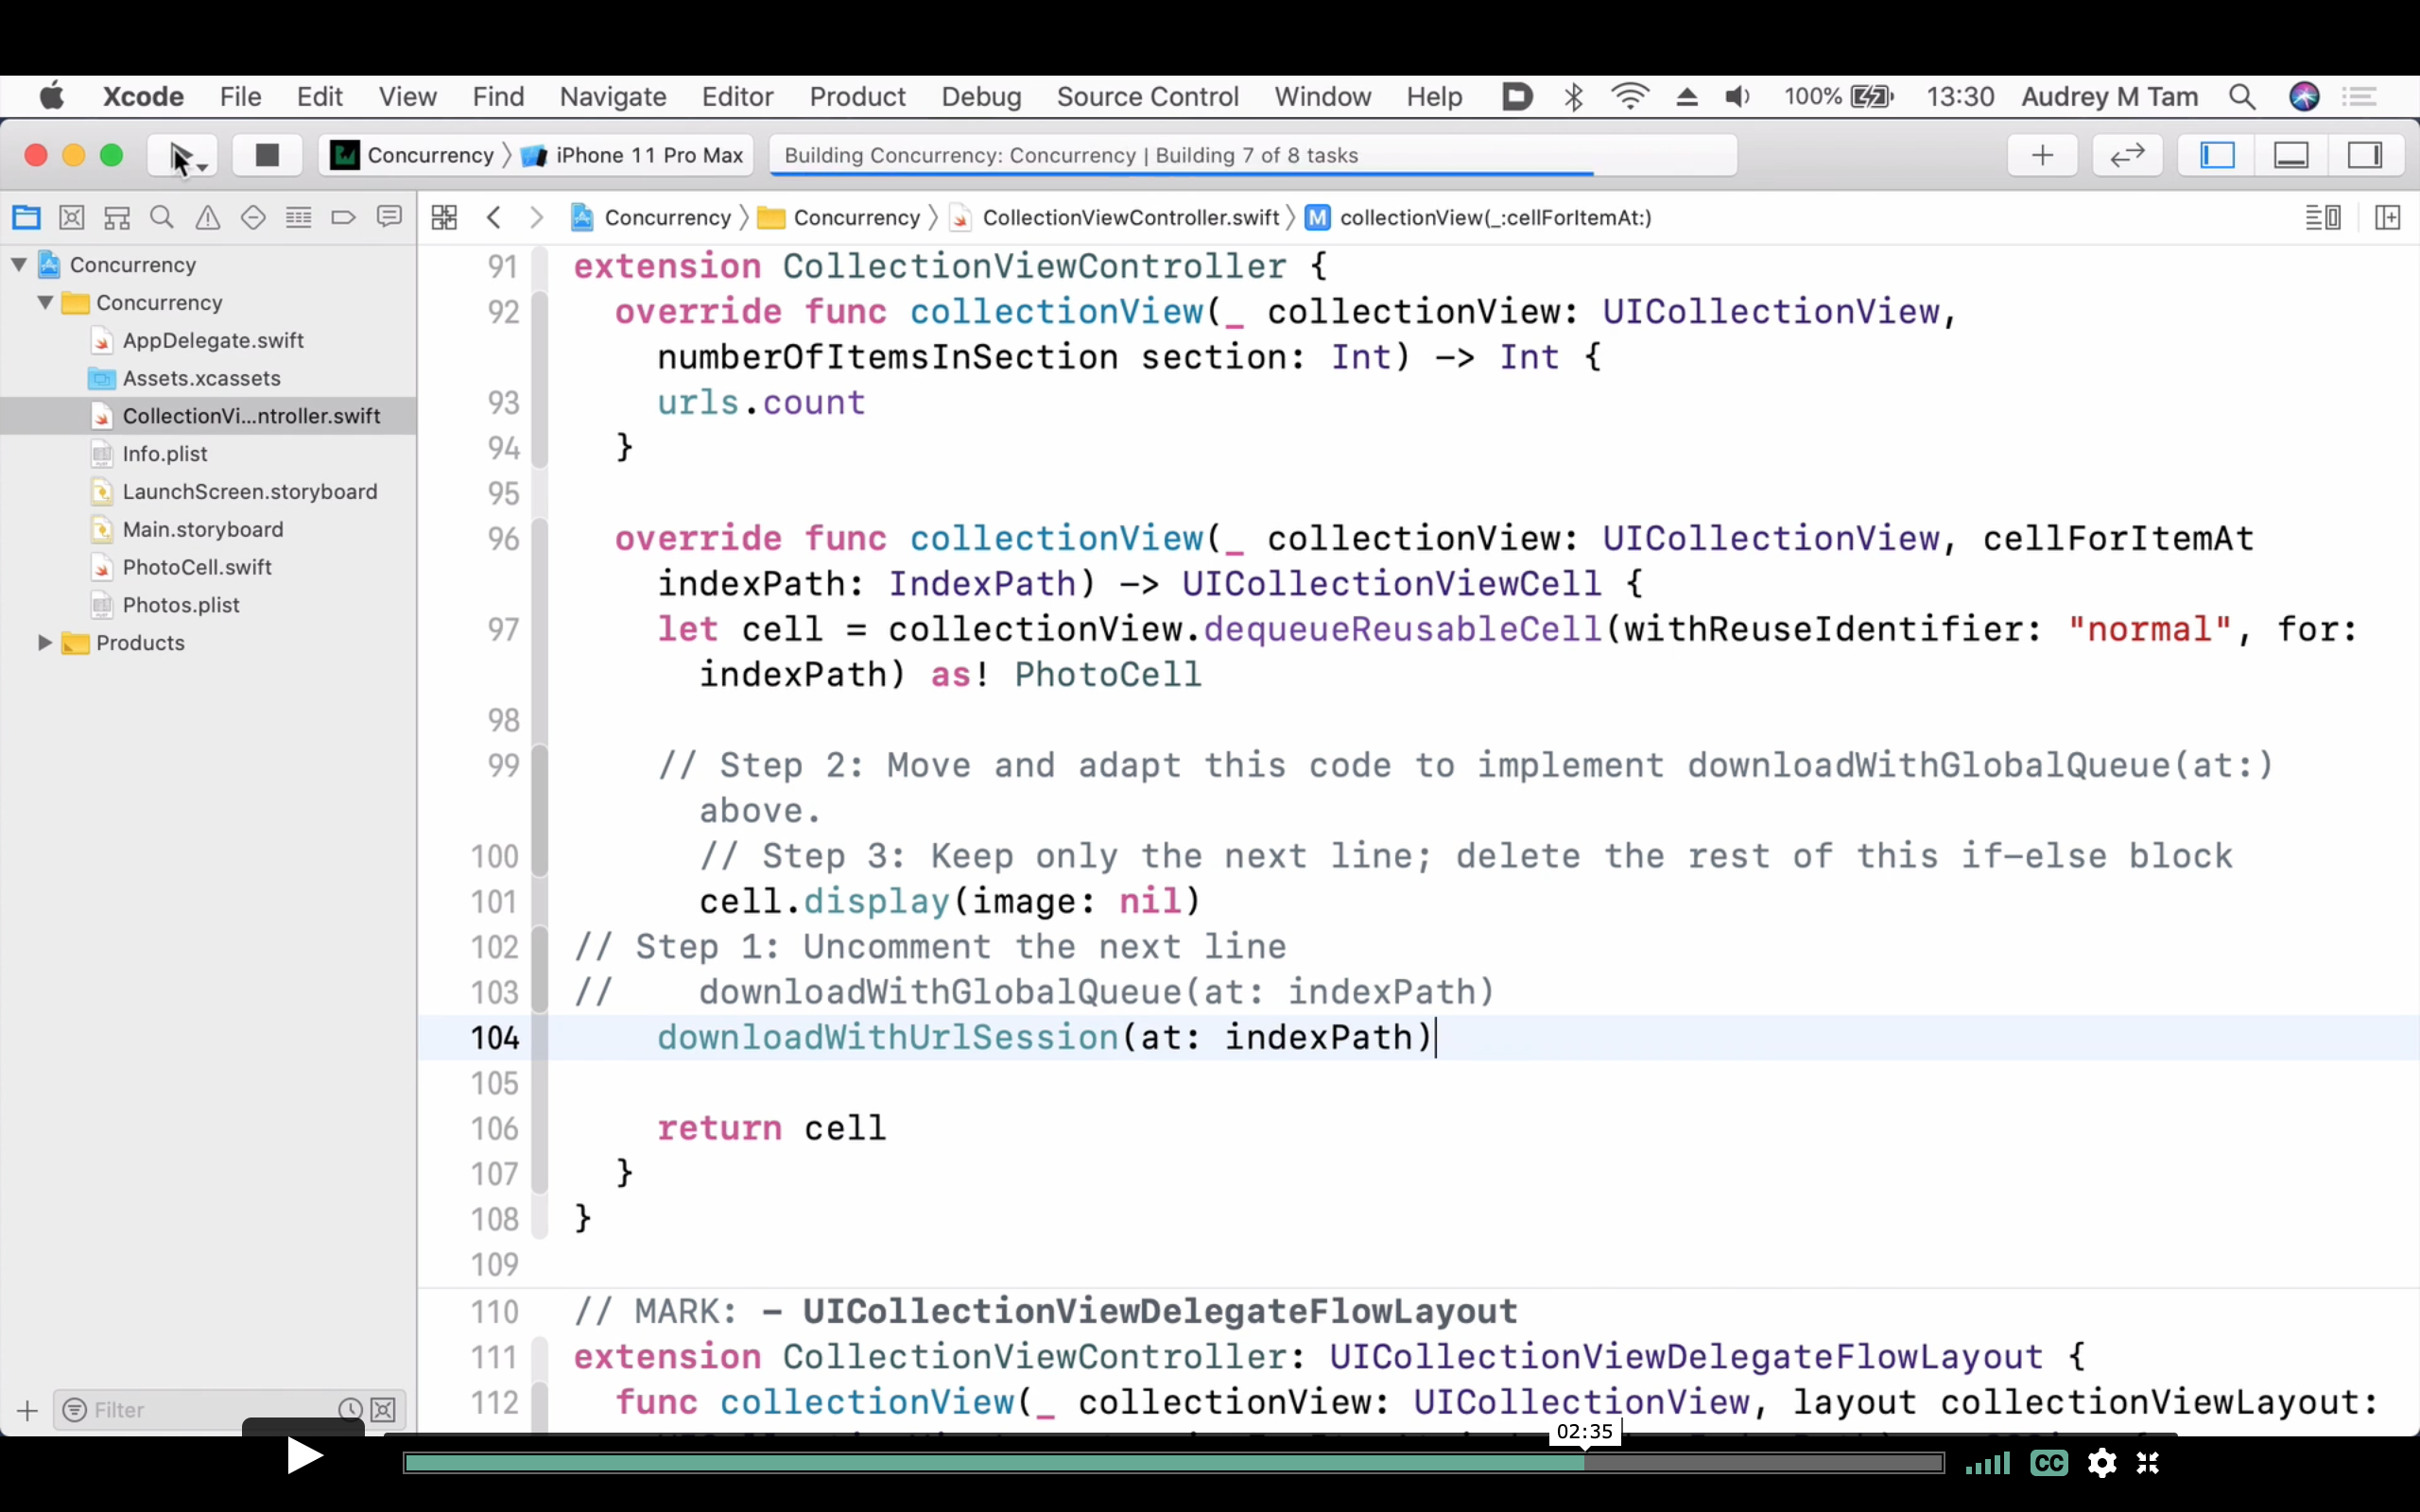 Xcode File Edit View Find Navigate Editor Product Debug Source Control Window Help 100% 13:30 Audrey M Tam
Concurrency iPhone 11 Pro Max Building Concurrency: Concurrency | Building 7 of 8 tasks
Concurrency Concurrency CollectionViewController.swift M collectionView(_:cellForItemAt:)
Concurrency
Concurrency
AppDelegate.swift
Assets.xcassets
CollectionVi...ntroller.swift
Info.plist
LaunchScreen.storyboard
Main.storyboard
PhotoCell.swift
Photos.plist
Products
Filter
91 extension CollectionViewController {
92 override func collectionView(_ collectionView: UICollectionView,
numberOfItemsInSection section: Int) -> Int {
93 urls.count
94 }
95
96 override func collectionView(_ collectionView: UICollectionView, cellForItemAt
indexPath: IndexPath) -> UICollectionViewCell {
97 let cell = collectionView.dequeueReusableCell(withReuseIdentifier: "normal", for:
indexPath) as! PhotoCell
98
99 // Step 2: Move and adapt this code to implement downloadWithGlobalQueue(at:)
above.
100 // Step 3: Keep only the next line; delete the rest of this if-else block
101 cell.display(image: nil)
102 // Step 1: Uncomment the next line
103 // downloadWithGlobalQueue(at: indexPath)
104 downloadWithUrlSession(at: indexPath)
105
106 return cell
107 }
108 }
109
110 // MARK: - UICollectionViewDelegateFlowLayout
111 extension CollectionViewController: UICollectionViewDelegateFlowLayout {
112 func collectionView(_ collectionView: UICollectionView, layout collectionViewLayout:
02:35
CC